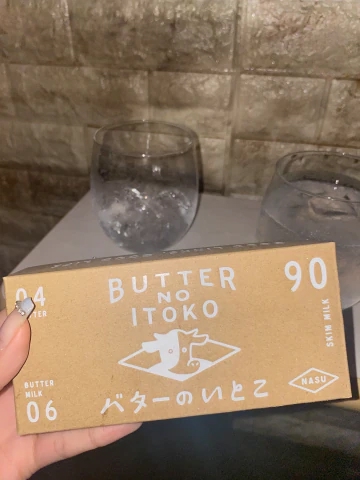 04
BUTTER
NO
ITOKO
90
SKIM MILK
BUTTER
MILK
06
バターのいとこ
NASU